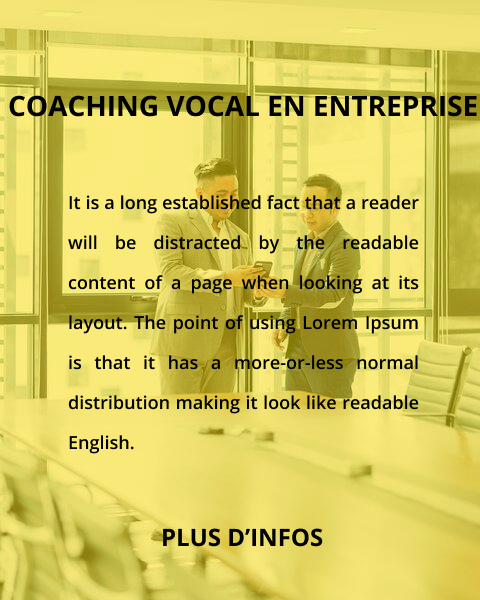 COACHING VOCAL EN ENTREPRISE
It is a long established fact that a reader
will be distracted by the readable
content of a page when looking at its
layout. The point of using Lorem Ipsum
is that it has a more-or-less normal
distribution making it look like readable
English.
PLUS D’INFOS